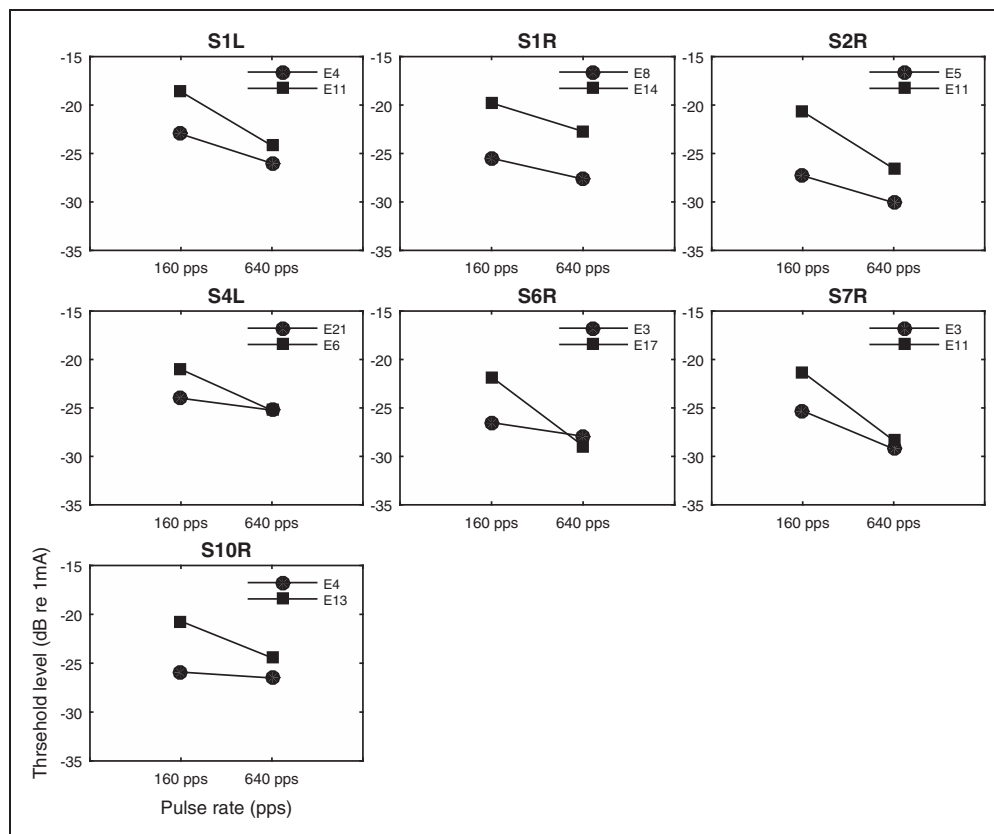 S1L
-15
-20
-25
-30
-35
E4
E11
160 pps 640 pps
S1R
-15
-20
-25
-30
-35
E8
E14
160 pps 640 pps
S2R
-15
-20
-25
-30
-35
E5
E11
160 pps 640 pps
S4L
-15
-20
-25
-30
-35
E21
E6
160 pps 640 pps
S6R
-15
-20
-25
-30
-35
E3
E17
160 pps 640 pps
S7R
-15
-20
-25
-30
-35
E3
E11
160 pps 640 pps
S10R
-15
-20
-25
-30
-35
E4
E13
160 pps 640 pps
Thrsehold level (dB re 1mA)
Pulse rate (pps)